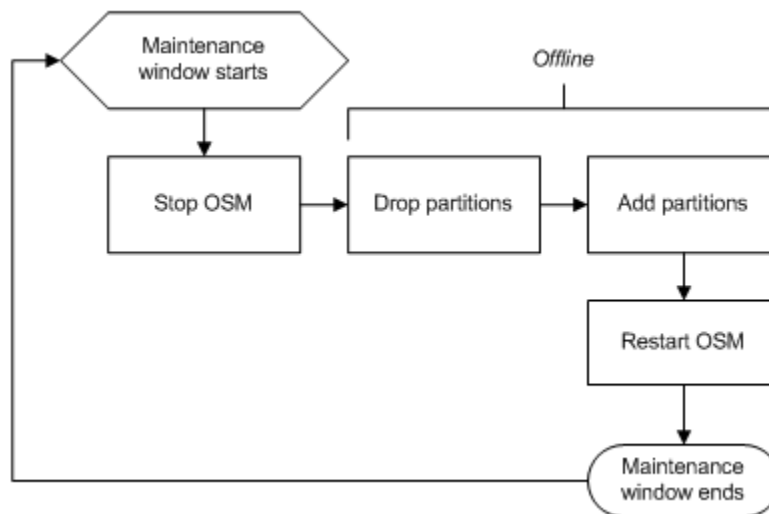 Maintenance
window starts
Offline
Stop OSM
Drop partitions
Add partitions
Restart OSM
Maintenance
window ends